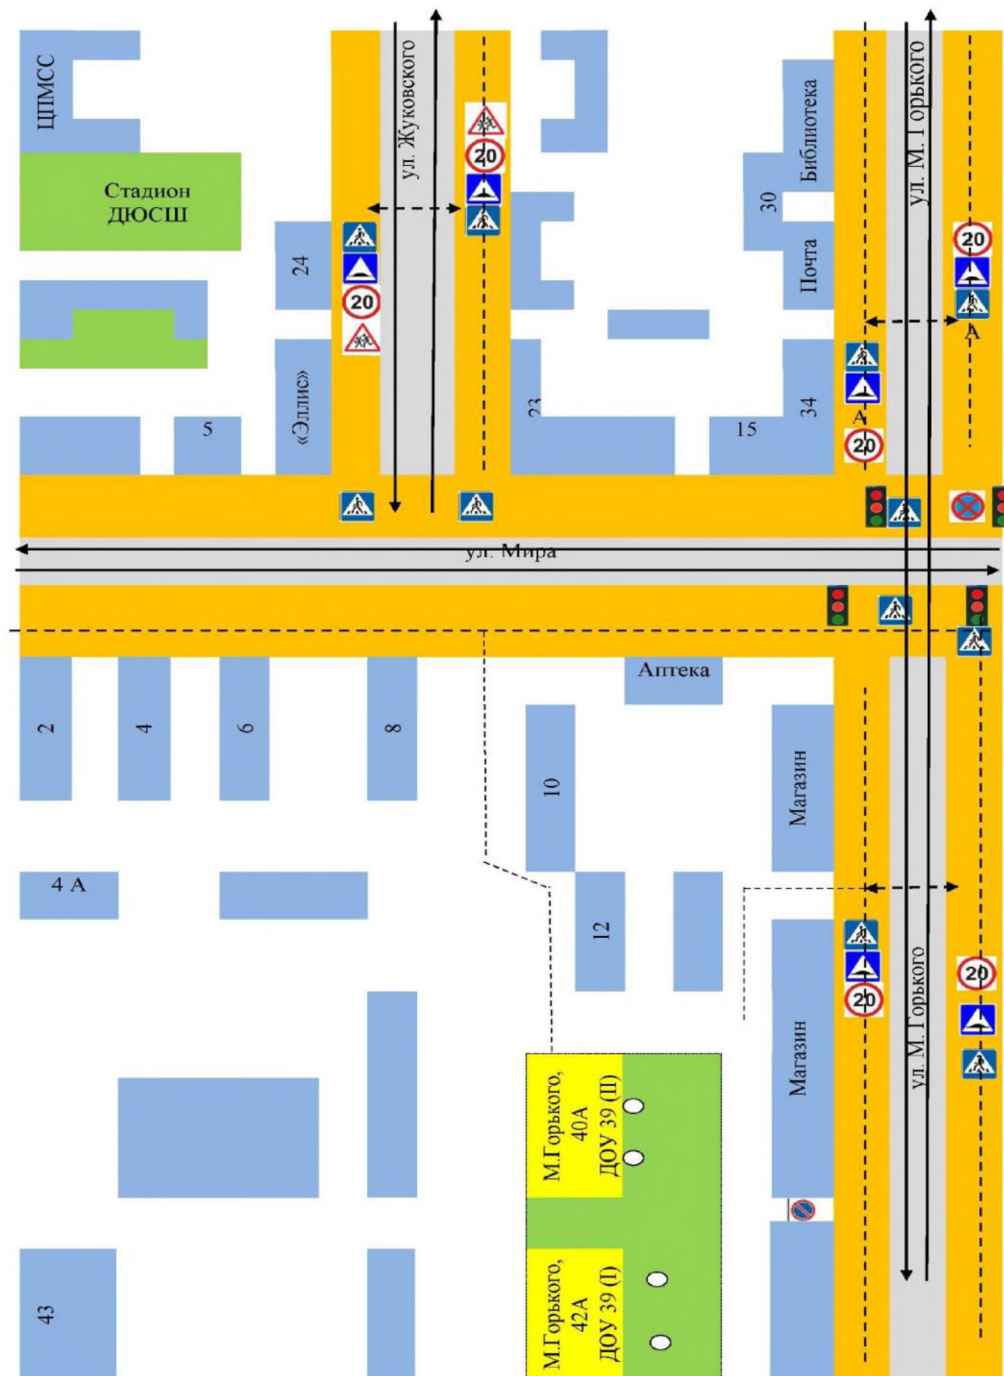 ЦПМСС
Стадион
ДЮСШ
ул. Жуковского
20
24
20
«Эллис»
5
23
Библиотека
30
Почта
34
15
ул. М. Горького
20
А
А
20
ул. Мира
2
4
6
8
Аптека
10
Магазин
4 А
12
20
20
ул. М. Горького
Магазин
М.Горького,
40А
ДОУ 39 (II)
М.Горького,
42А
ДОУ 39 (I)
43